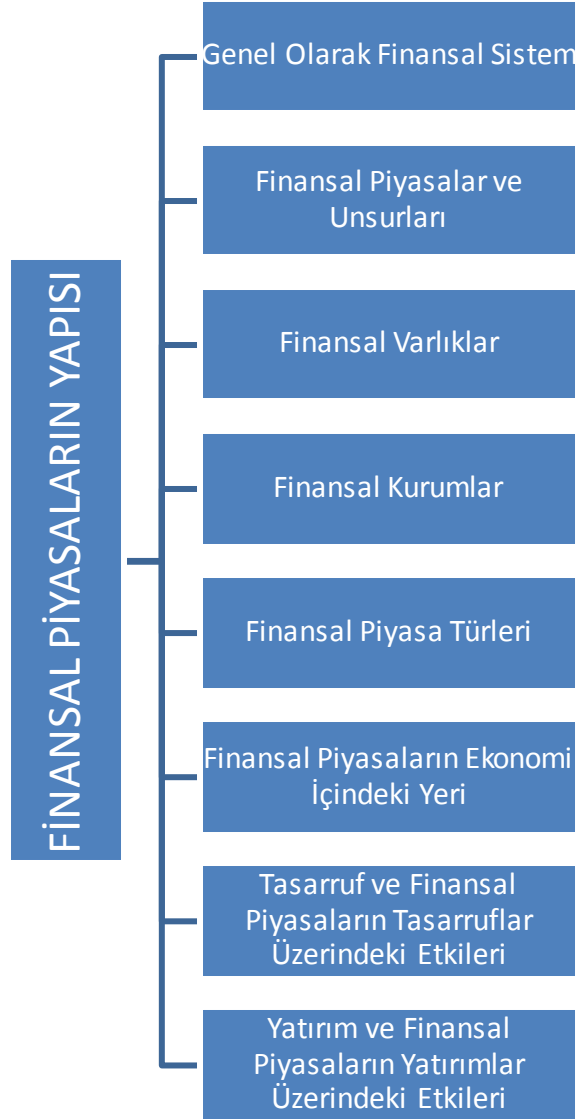 FİNANSAL PİYASALARIN YAPISI
Genel Olarak Finansal Sistem
Finansal Piyasalar ve
Unsurları
Finansal Varlıklar
Finansal Kurumlar
Finansal Piyasa Türleri
Finansal Piyasaların Ekonomi
İçindeki Yeri
Tasarruf ve Finansal
Piyasaların Tasarruflar
Üzerindeki Etkileri
Yatırım ve Finansal
Piyasaların Yatırımlar
Üzerindeki Etkileri